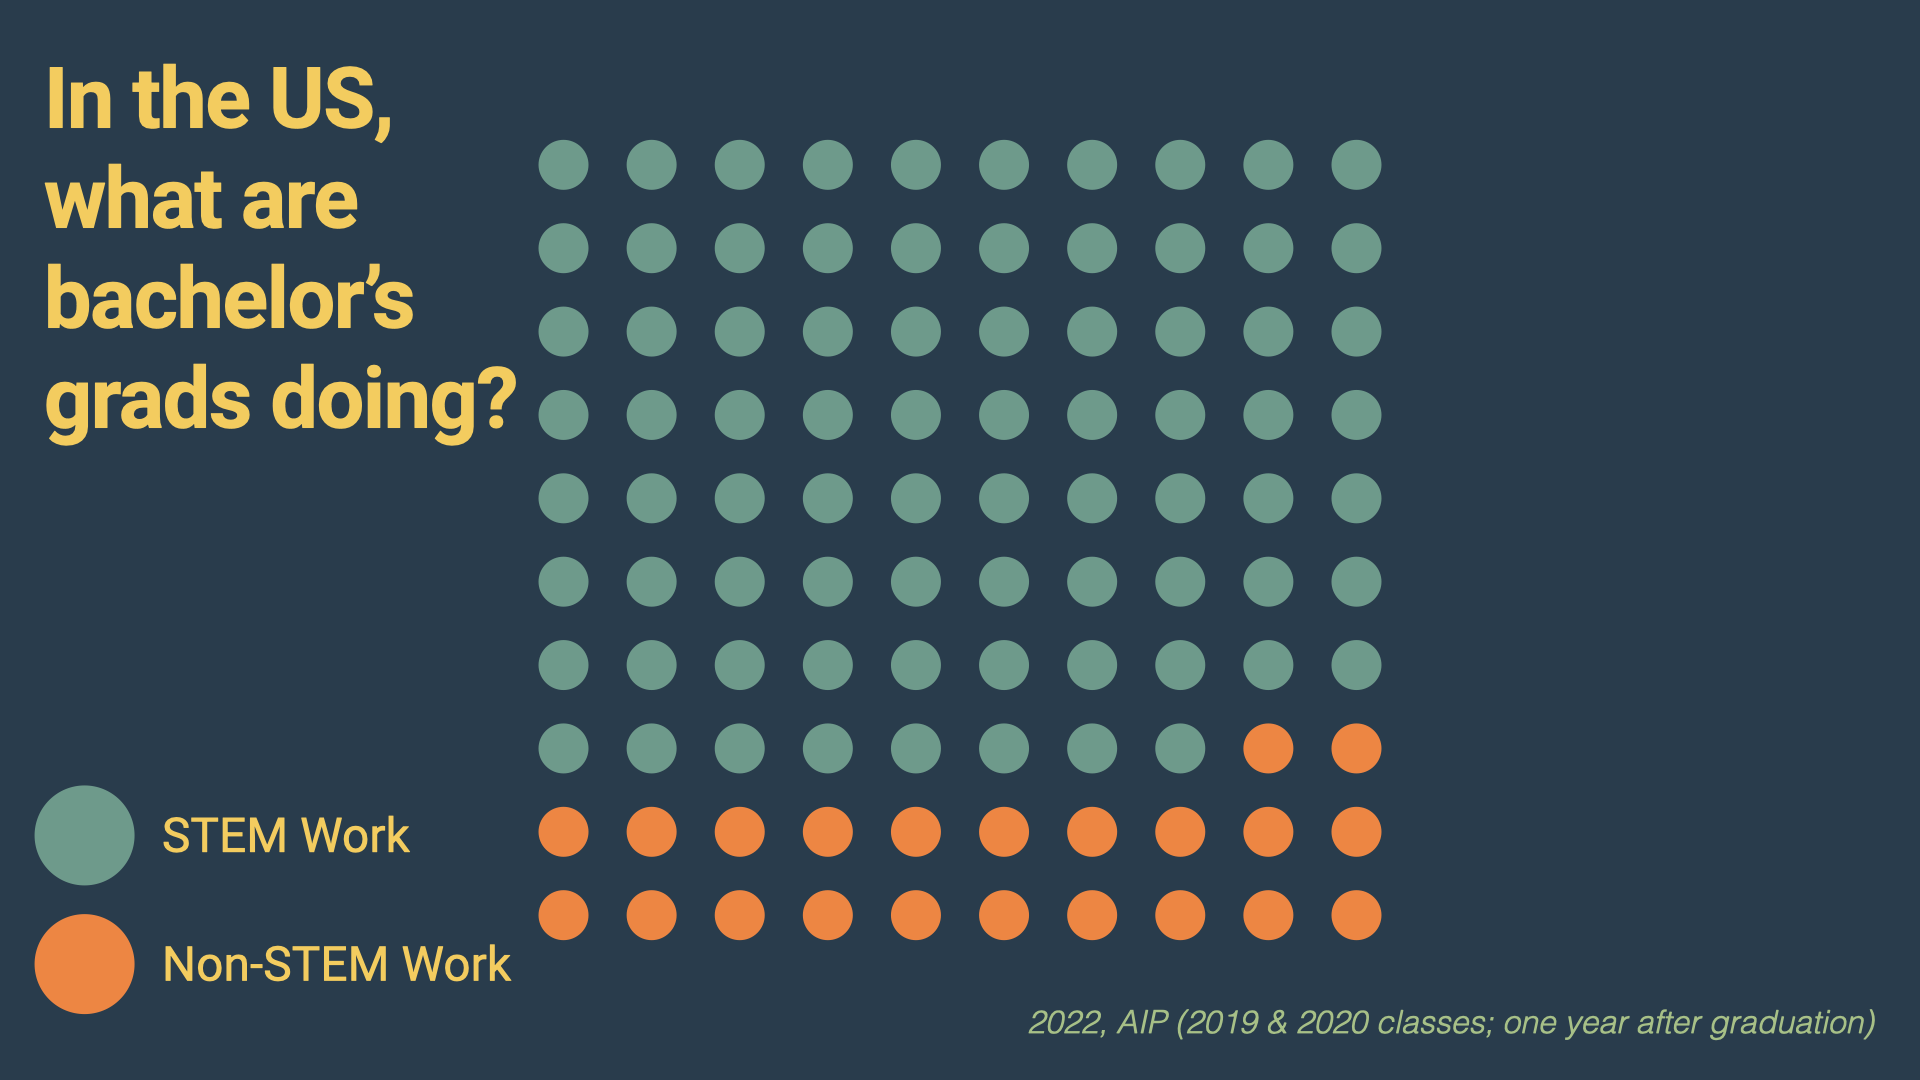 In the US,
what are
bachelor’s
grads doing?
STEM Work
Non-STEM Work
2022, AIP (2019 & 2020 classes; one year after graduation)